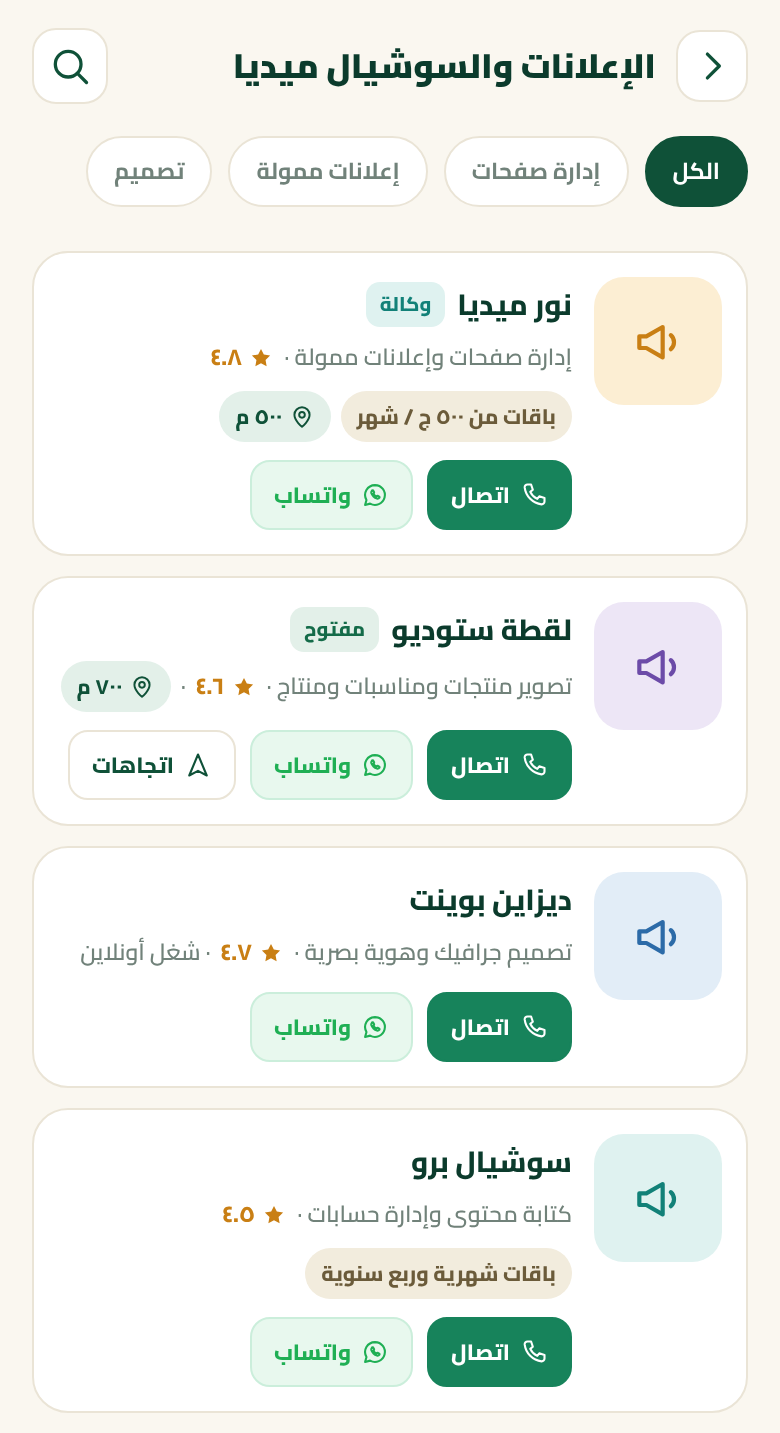 الإعلانات والسوشيال ميديا
الكل إدارة صفحات إعلانات ممولة تصميم
نور ميديا وكالة
إدارة صفحات وإعلانات ممولة · ٤.٨
باقات من ٥٠٠ ج / شهر ٥٠٠ م
اتصال واتساب
لقطة ستوديو مفتوح
تصوير منتجات ومناسبات ومنتاج · ٤.٦ · ٧٠٠ م
اتصال واتساب اتجاهات
ديزاين بوينت
تصميم جرافيك وهوية بصرية · ٤.٧ · شغل أونلاين
اتصال واتساب
سوشيال برو
كتابة محتوى وإدارة حسابات · ٤.٥
باقات شهرية وربع سنوية
اتصال واتساب